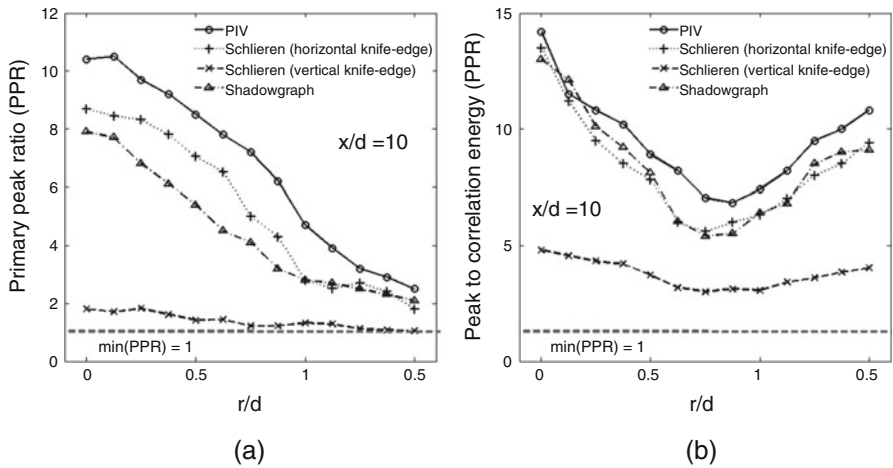 12
10
8
6
4
2
0
Primary peak ratio (PPR)
PIV
Schlieren (horizontal knife-edge)
Schlieren (vertical knife-edge)
Shadowgraph
x/d =10
min(PPR) = 1
0
0.5
1
0.5
r/d
(a)
15
10
5
0
Peak to correlation energy (PPR)
PIV
Schlieren (horizontal knife-edge)
Schlieren (vertical knife-edge)
Shadowgraph
x/d =10
min(PPR) = 1
0
0.5
1
0.5
r/d
(b)